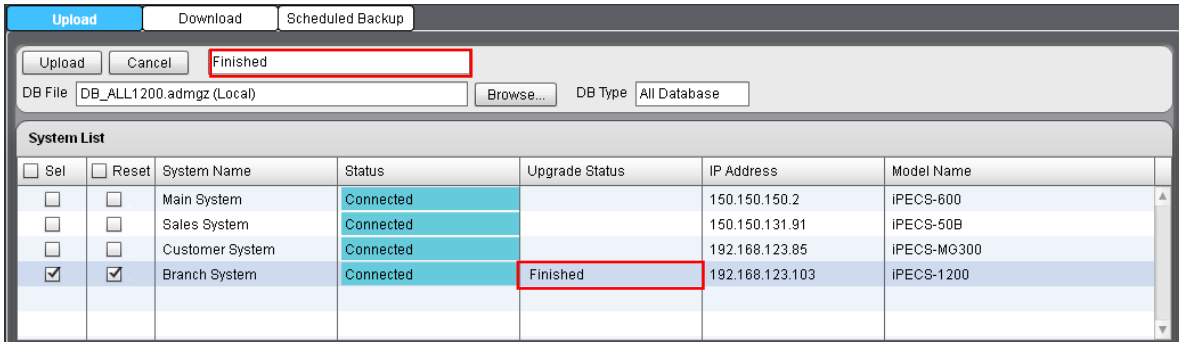 Upload Download Scheduled Backup
Upload Cancel Finished
DB File DB_ALL1200.admgz (Local) Browse... DB Type All Database
System List
Sel Reset System Name Status Upgrade Status IP Address Model Name
Main System Connected 150.150.150.2 iPECS-600
Sales System Connected 150.150.131.91 iPECS-50B
Customer System Connected 192.168.123.85 iPECS-MG300
Branch System Connected Finished 192.168.123.103 iPECS-1200